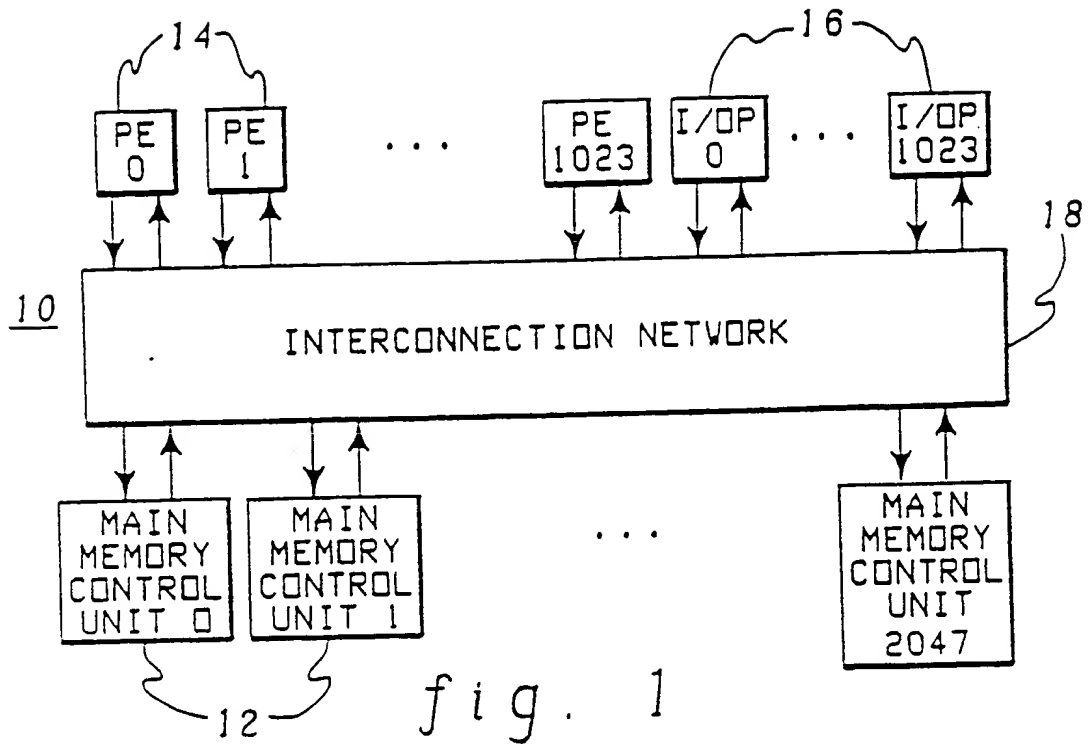 14
16
PE
0
PE
1
. . .
PE
1023
I/OP
0
. . .
I/OP
1023
18
10
INTERCONNECTION NETWORK
MAIN
MEMORY
CONTROL
UNIT 0
MAIN
MEMORY
CONTROL
UNIT 1
. . .
MAIN
MEMORY
CONTROL
UNIT
2047
12
fig. 1